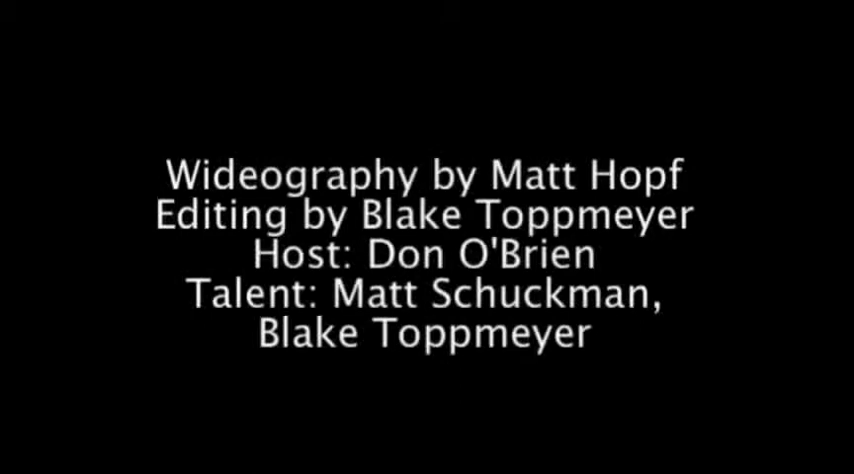 Wideography by Matt Hopf
Editing by Blake Toppmeyer
Host: Don O'Brien
Talent: Matt Schuckman,
Blake Toppmeyer